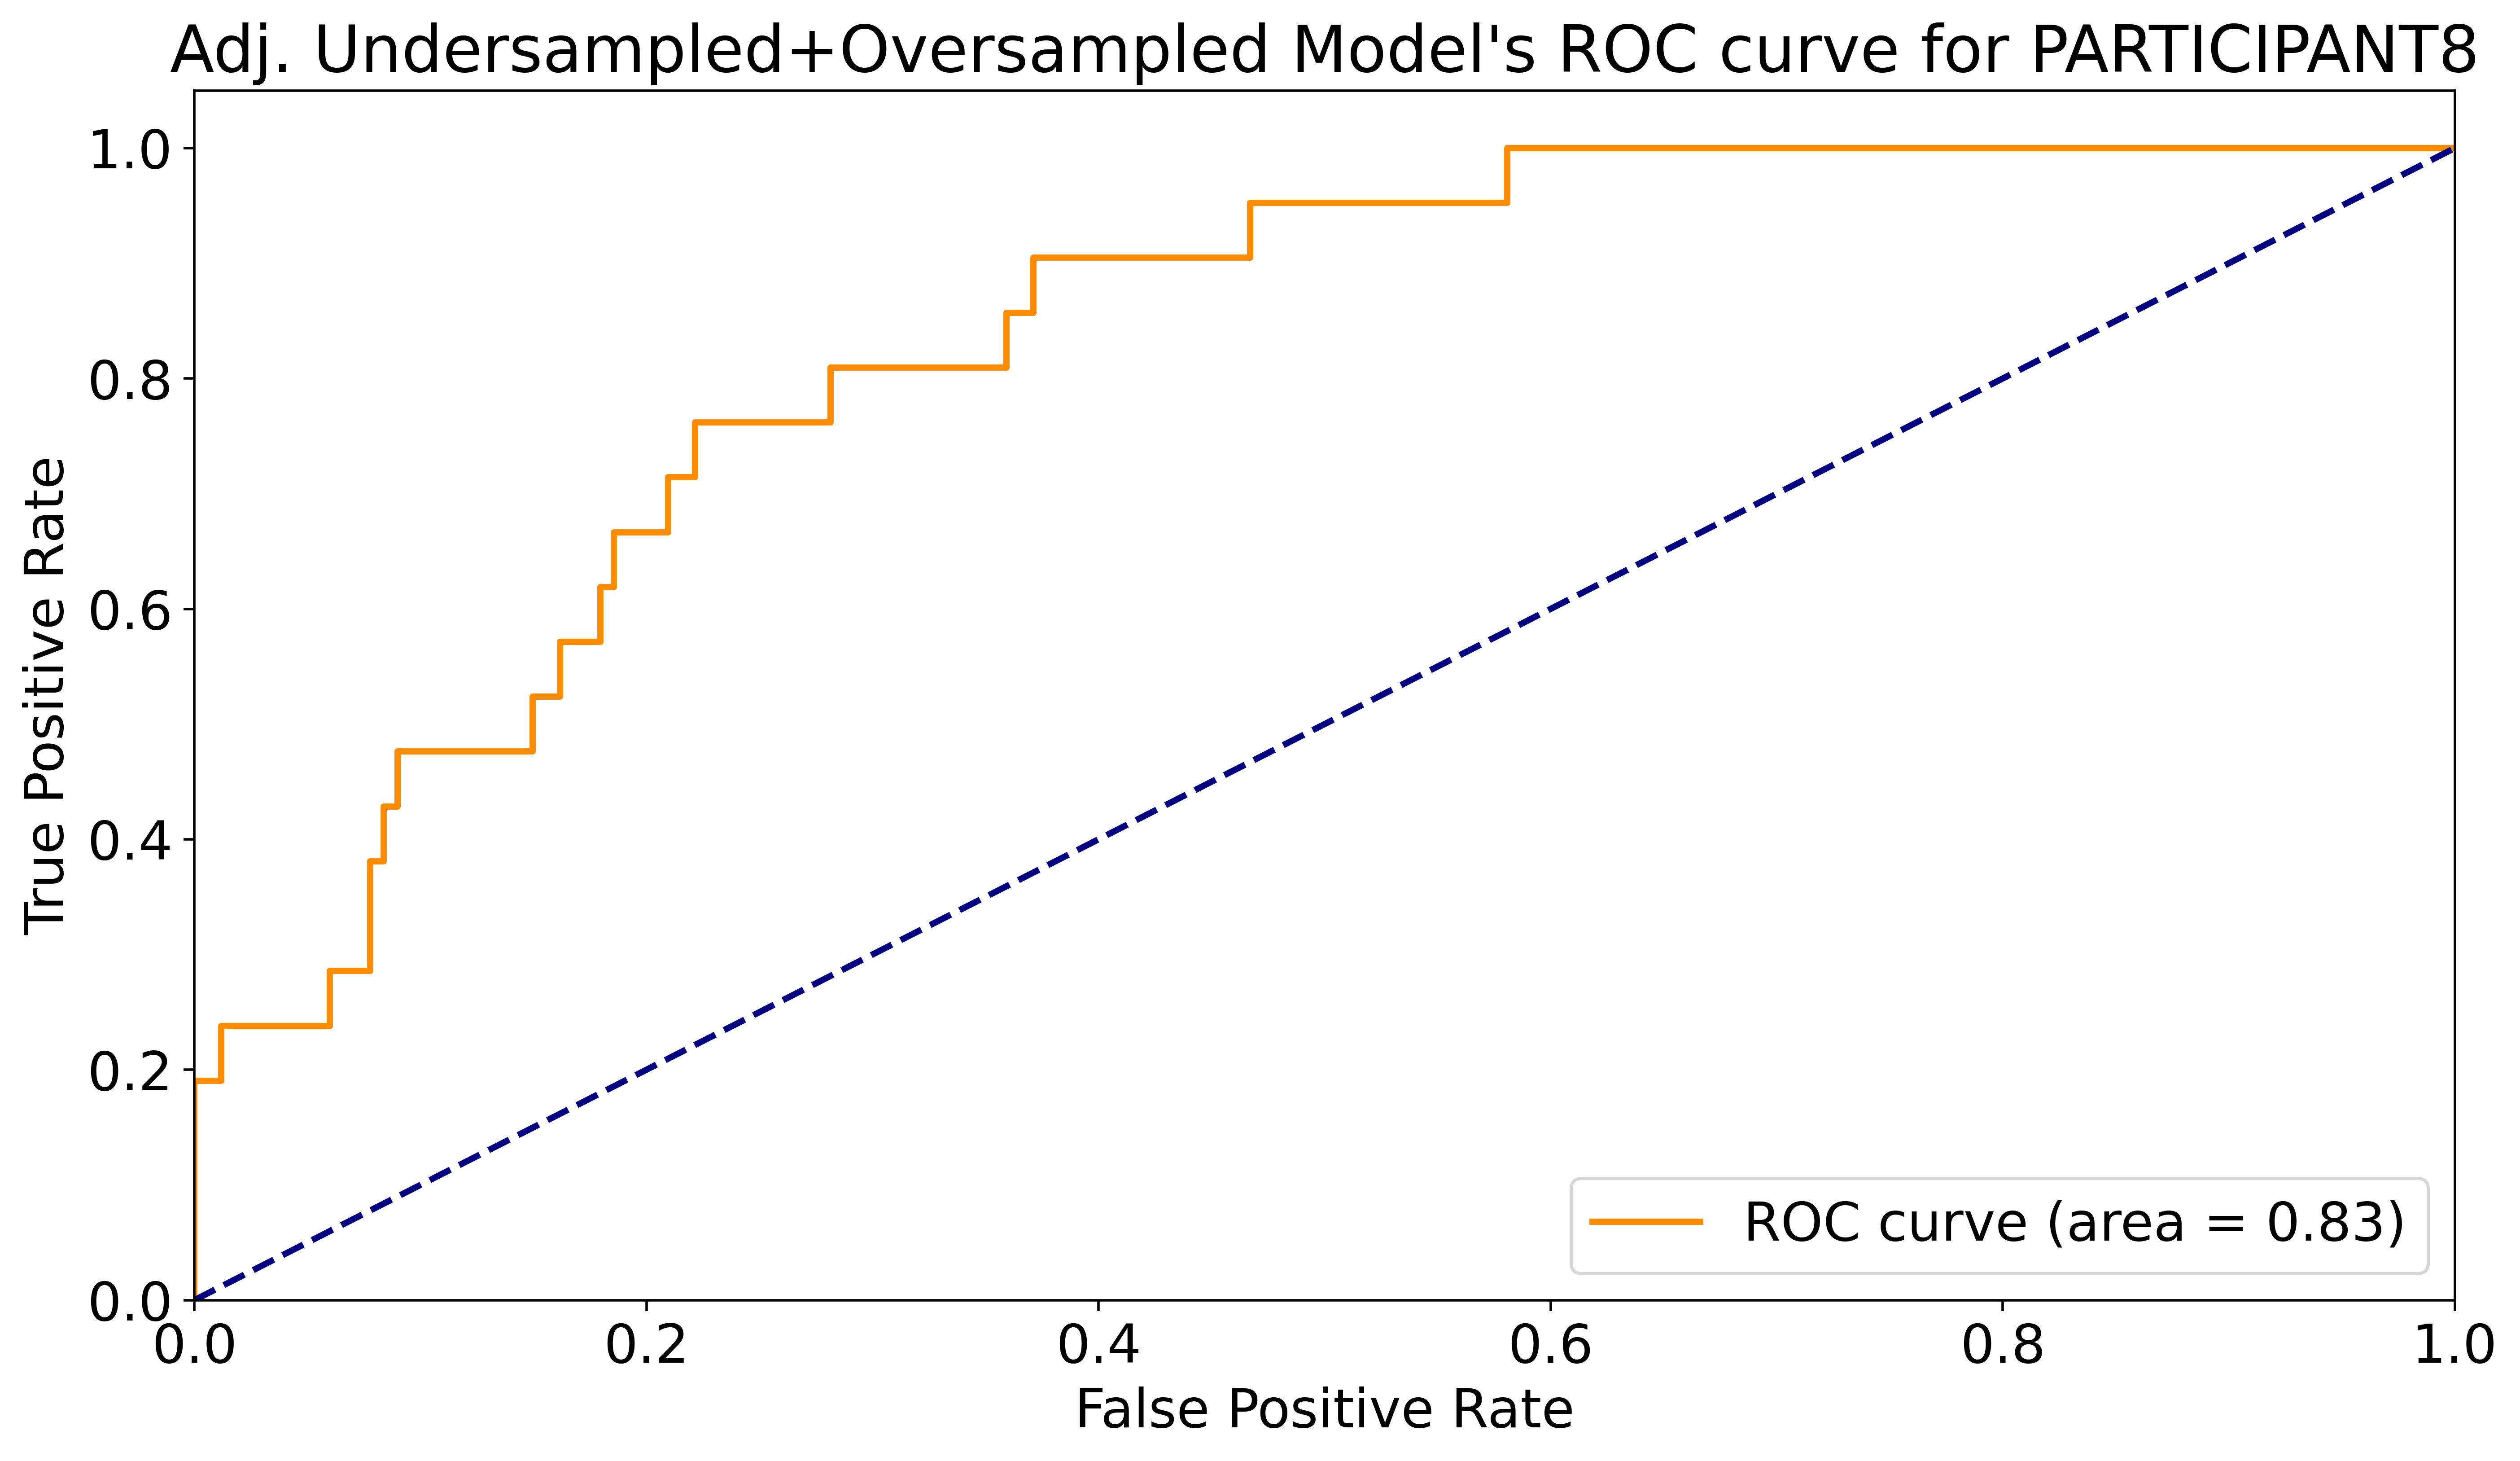 Adj. Undersampled+Oversampled Model's ROC curve for PARTICIPANT8
True Positive Rate
1.0
0.8
0.6
0.4
0.2
0.0
ROC curve (area = 0.83)
0.0 0.2 0.4 0.6 0.8 1.0
False Positive Rate